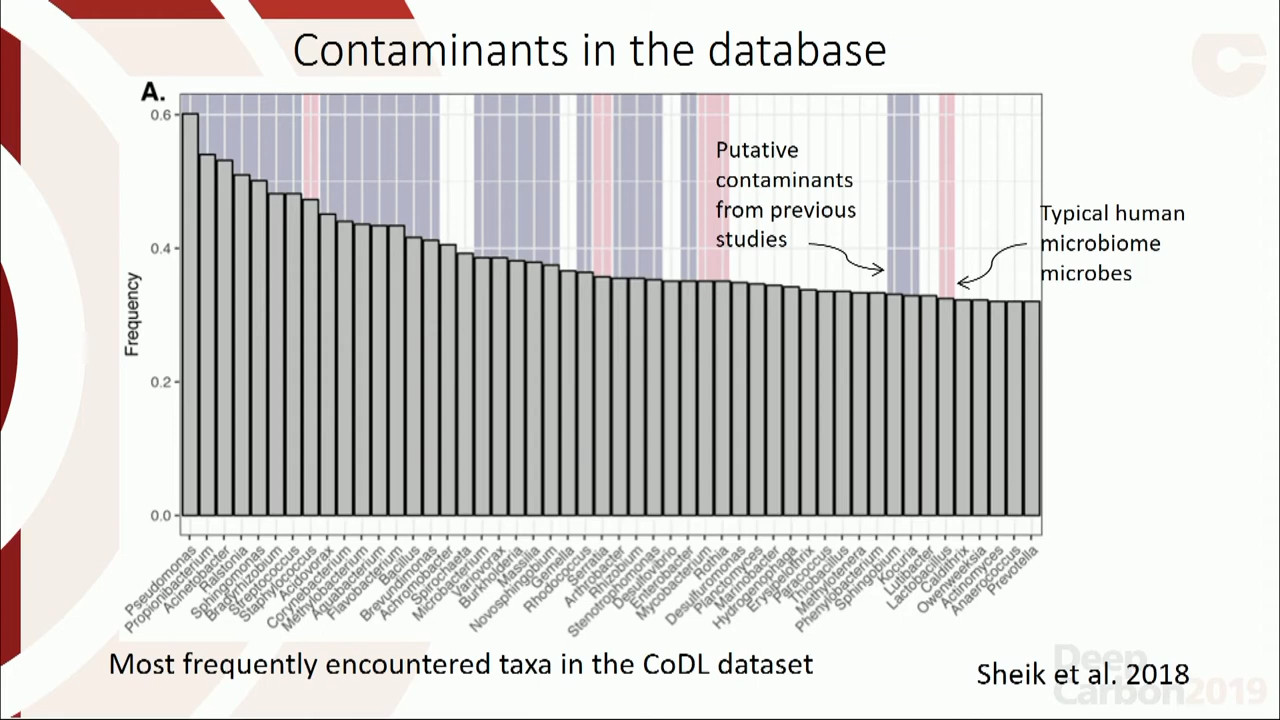 Contaminants in the database
A.
0.6
0.4
0.2
0.0
Frequency
Putative
contaminants
from previous
studies
Typical human
microbiome
microbes
Pseudomonas
Propionibacterium
Acinetobacter
Ralstonia
Sphingomonas
Bradyrhizobium
Streptococcus
Staphylococcus
Acidovorax
Corynebacterium
Methylobacterium
Aquabacterium
Flavobacterium
Bacillus
Brevundimonas
Achromobacter
Spirochaeta
Microbacterium
Variovorax
Burkholderia
Massilia
Novosphingobium
Gemella
Rhodococcus
Serratia
Arthrobacter
Rhizobium
Stenotrophomonas
Desulfovibrio
Enterobacter
Mycobacterium
Rothia
Desulfuromonas
Planctomyces
Marinobacter
Hydrogenophaga
Erysipelothrix
Paracoccus
Thiobacillus
Methylotenera
Phenylobacterium
Sphingobium
Kocuria
Lutibacter
Lactobacillus
Caldithrix
Owenweeksia
Actinomyces
Anaerococcus
Prevotella
Most frequently encountered taxa in the CoDL dataset
Sheik et al. 2018
Deep
Carbon2019